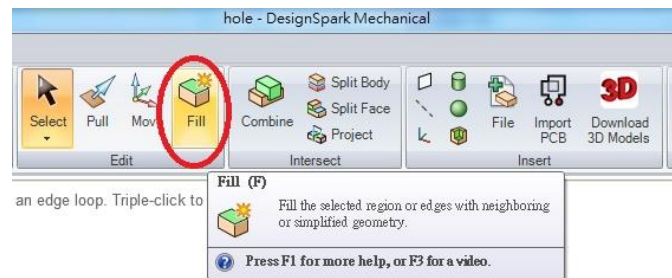 hole - DesignSpark Mechanical
Select
Pull
Mov
Fill
Edit
Combine
Split Body
Split Face
Project
Intersect
File
Import PCB
3D
Download 3D Models
Insert
an edge loop. Triple-click to
Fill (F)
Fill the selected region or edges with neighboring
or simplified geometry.
Press F1 for more help, or F3 for a video.